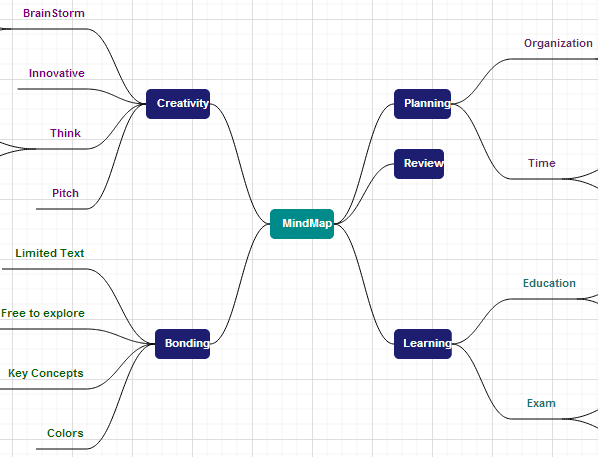 BrainStorm
Innovative
Think
Pitch
Creativity
Limited Text
Free to explore
Key Concepts
Colors
Bonding
MindMap
Planning
Review
Learning
Organization
Time
Education
Exam